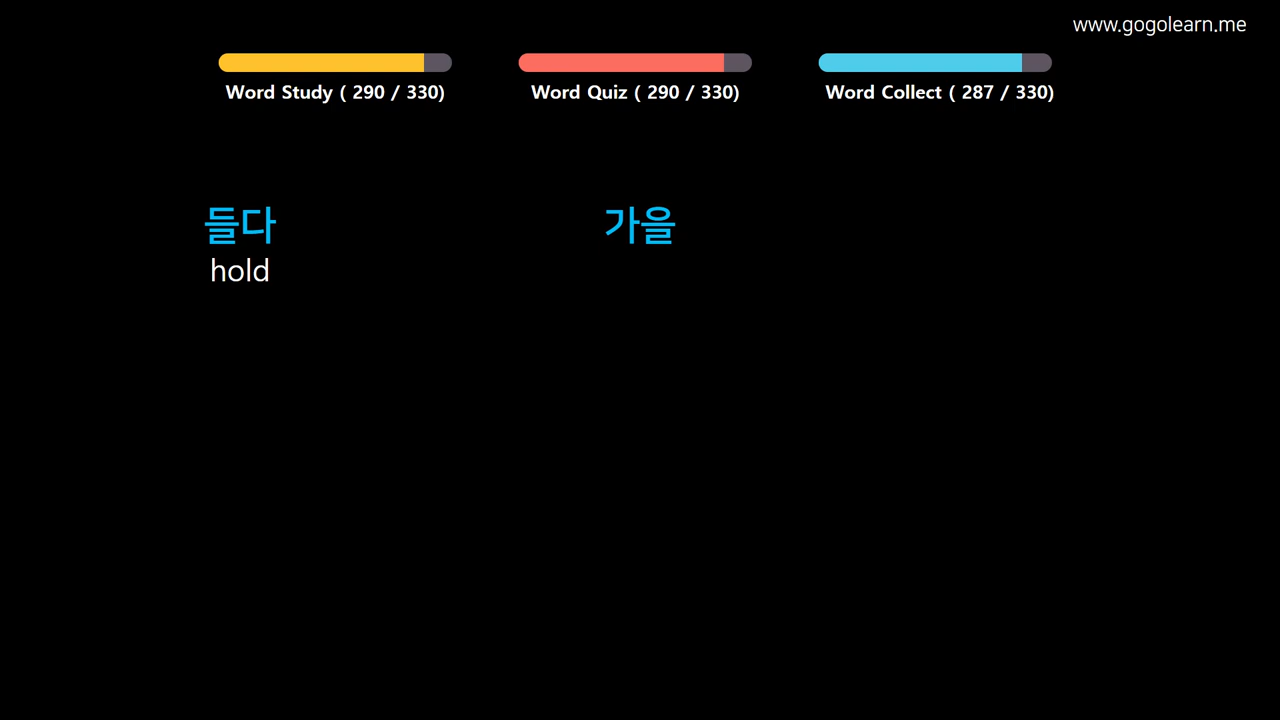 www.gogolearn.me
Word Study ( 290 / 330)
Word Quiz ( 290 / 330)
Word Collect ( 287 / 330)
들다
가을
hold